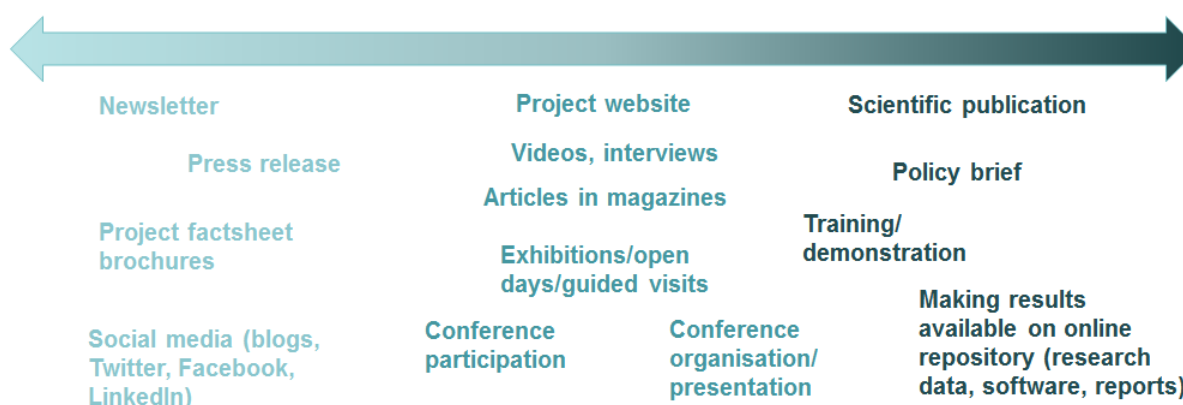 Newsletter
Project website
Scientific publication
Press release
Videos, interviews
Policy brief
Articles in magazines
Project factsheet
brochures
Training/
demonstration
Exhibitions/open
days/guided visits
Social media (blogs,
Twitter, Facebook,
LinkedIn)
Conference
participation
Conference
organisation/
presentation
Making results
available on online
repository (research
data, software, reports)